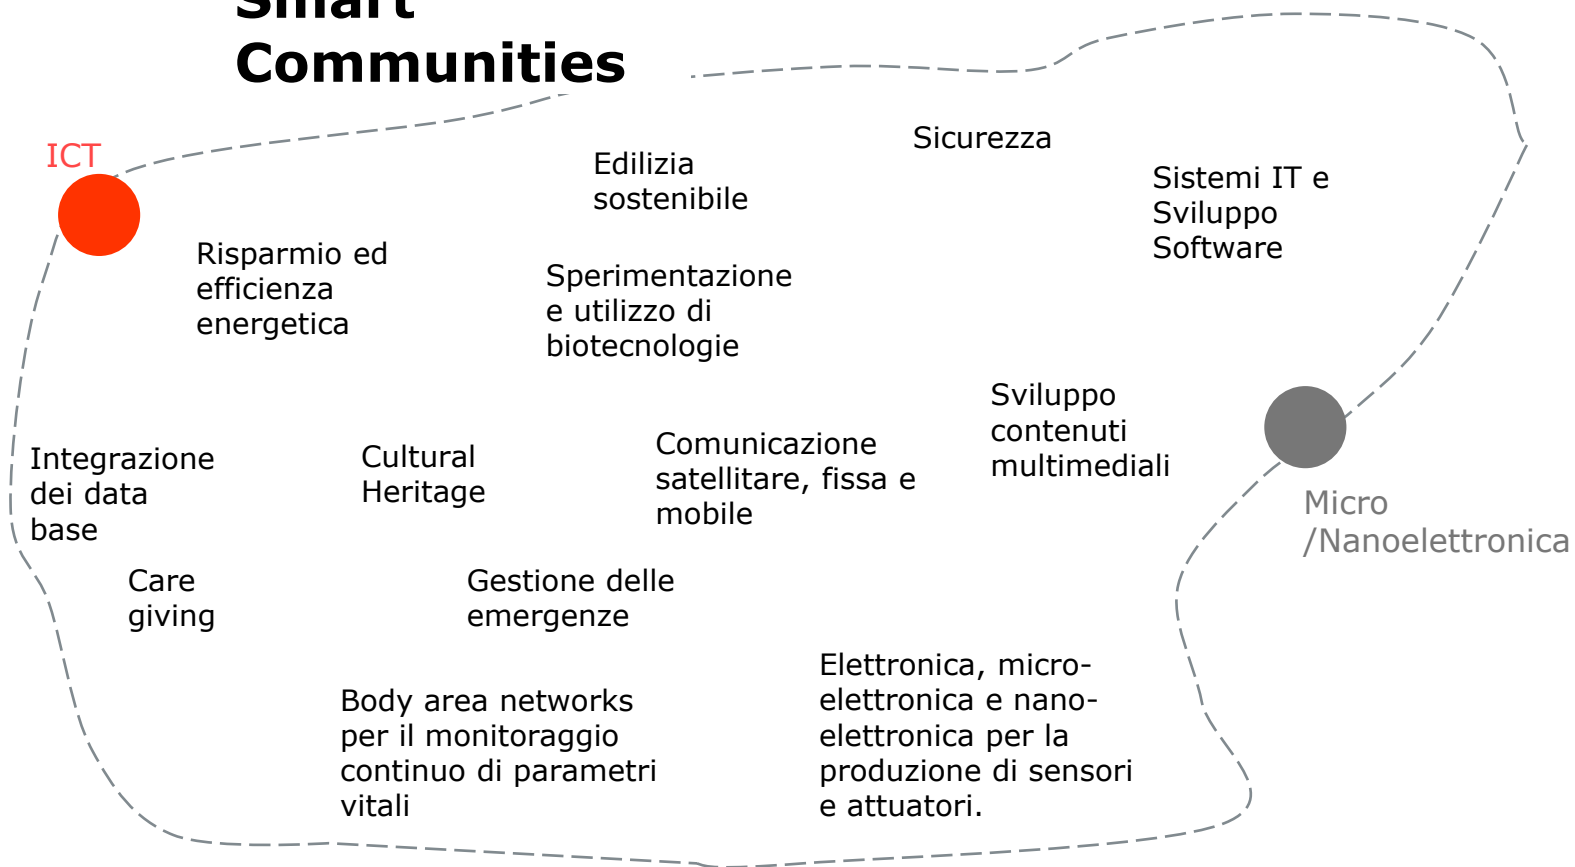 Smart
Communities
ICT
Sicurezza
Edilizia
sostenibile
Sistemi IT e
Sviluppo
Software
Risparmio ed
efficienza
energetica
Sperimentazione
e utilizzo di
biotecnologie
Sviluppo
contenuti
multimediali
Integrazione
dei data
base
Cultural
Heritage
Comunicazione
satellitare, fissa e
mobile
Micro
/Nanoelettronica
Care
giving
Gestione delle
emergenze
Body area networks
per il monitoraggio
continuo di parametri
vitali
Elettronica, micro-
elettronica e nano-
elettronica per la
produzione di sensori
e attuatori.